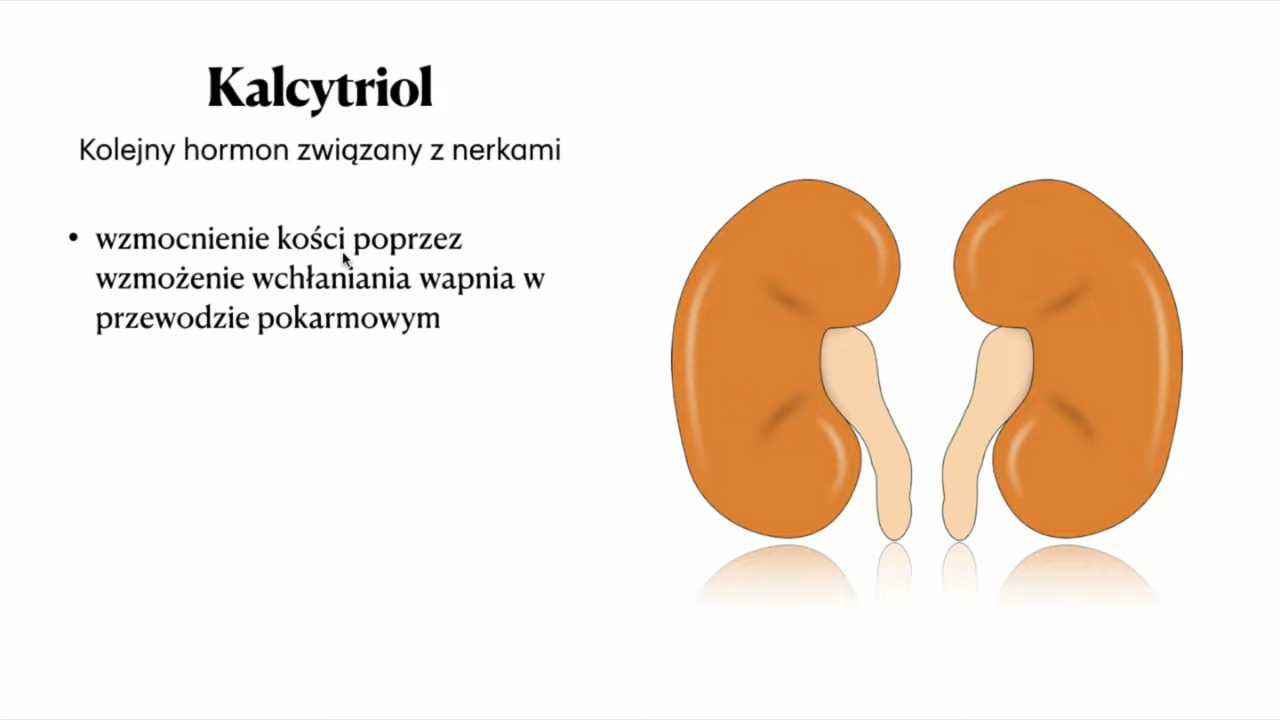 Kalcytriol
Kolejny hormon związany z nerkami
• wzmocnienie kości poprzez
wzmożenie wchłaniania wapnia w
przewodzie pokarmowym